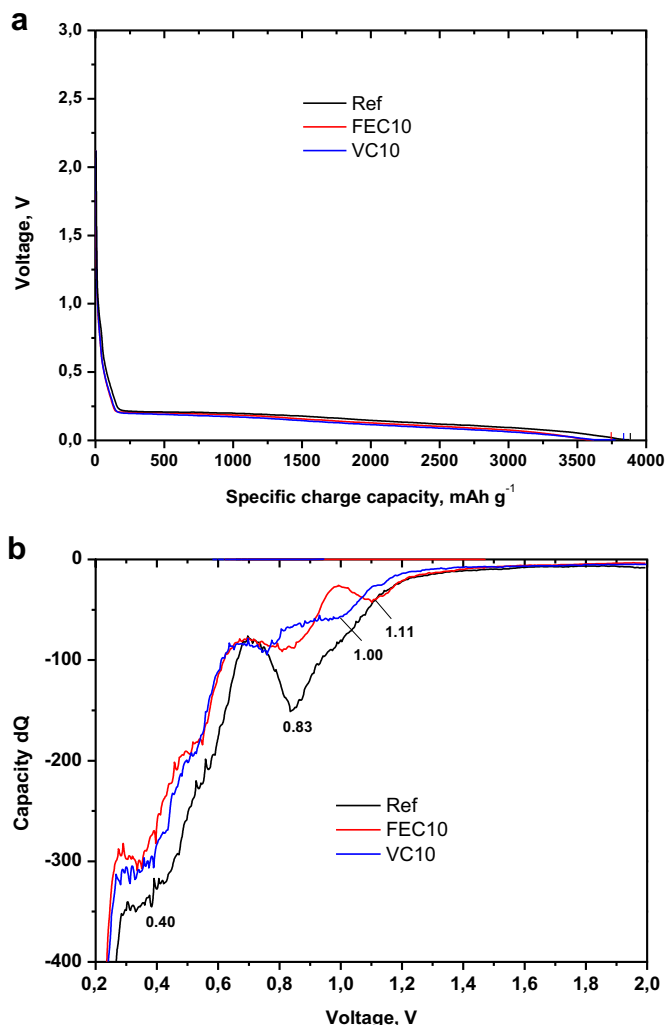 a
3,0
2,5
2,0
1,5
1,0
0,5
0,0
Voltage, V
Ref
FEC10
VC10
0 500 1000 1500 2000 2500 3000 3500 4000
Specific charge capacity, mAh g⁻¹
b
0
-100
-200
-300
-400
Capacity dQ
1.11
1.00
0.83
0.40
Ref
FEC10
VC10
0,2 0,4 0,6 0,8 1,0 1,2 1,4 1,6 1,8 2,0
Voltage, V